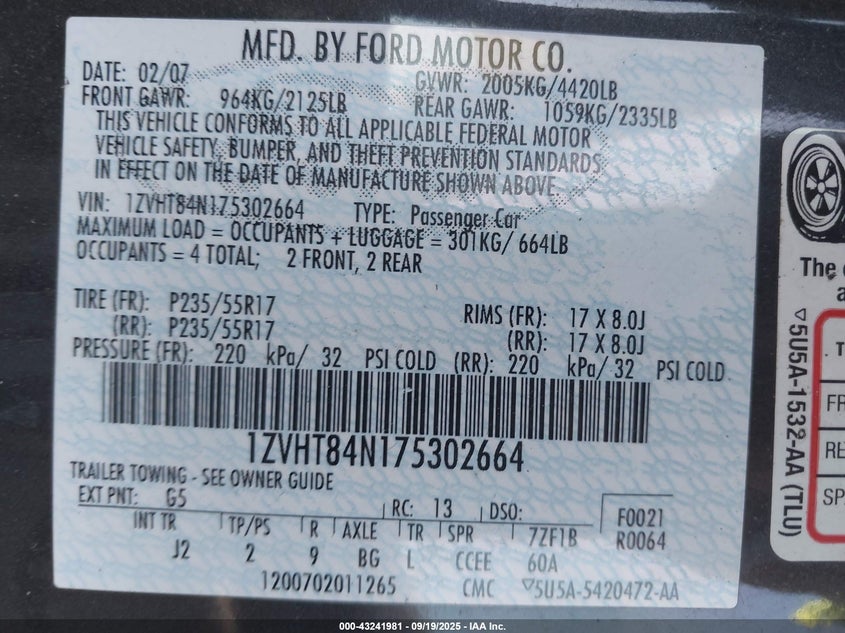 MFD. BY FORD MOTOR CO.
DATE: 02/07 GVWR: 2005KG/4420LB
FRONT GAWR: 964KG/2125LB REAR GAWR: 1059KG/2335LB
THIS VEHICLE CONFORMS TO ALL APPLICABLE FEDERAL MOTOR
VEHICLE SAFETY, BUMPER, AND THEFT PREVENTION STANDARDS
IN EFFECT ON THE DATE OF MANUFACTURE SHOWN ABOVE
VIN: 1ZVHT84N175302664 TYPE: Passenger Car
MAXIMUM LOAD = OCCUPANTS + LUGGAGE = 301KG/ 664LB
OCCUPANTS = 4 TOTAL; 2 FRONT, 2 REAR
TIRE (FR): P235/55R17 RIMS (FR): 17 X 8.0J
(RR): P235/55R17 (RR): 17 X 8.0J
PRESSURE (FR): 220 kPa/ 32 PSI COLD (RR): 220 kPa/ 32 PSI COLD
1ZVHT84N175302664
TRAILER TOWING - SEE OWNER GUIDE
EXT PNT: G5 RC: 13 DSO: F0021
INT TR TP/PS R AXLE TR SPR 7ZF1B R0064
J2 2 9 BG L CCEE 60A
1200702011265 CMC ▽5U5A-5420472-AA
The
▽5U5A-1532-AA (TLU)
FR
RE
SP
000-43241981 - 09/19/2025 - IAA Inc.